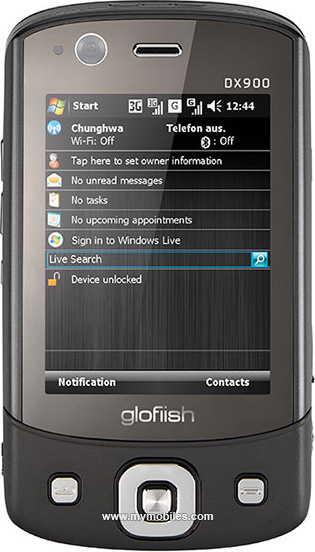 DX900
Start 3G 3G G G 12:44
Chunghwa Telefon aus.
Wi-Fi: Off : Off
Tap here to set owner information
No unread messages
No tasks
No upcoming appointments
Sign in to Windows Live
Live Search
Device unlocked
Notification Contacts
glofiish
www.mymobiles.com